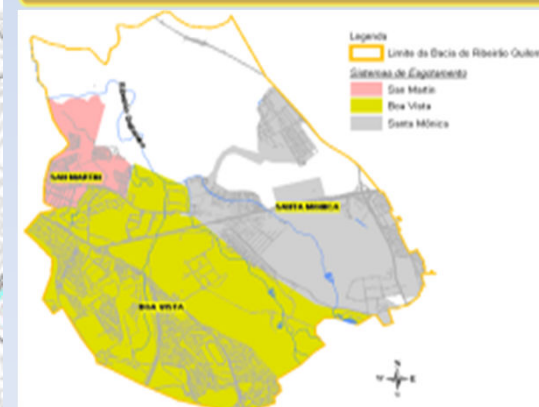 Legenda
Limite da Bacia do Ribeirão Quilom
Sistemas de Esgotamento
San Martin
Boa Vista
Santa Mônica
SAN MARTIN
SANTA MONICA
BOA VISTA
N
W E
S